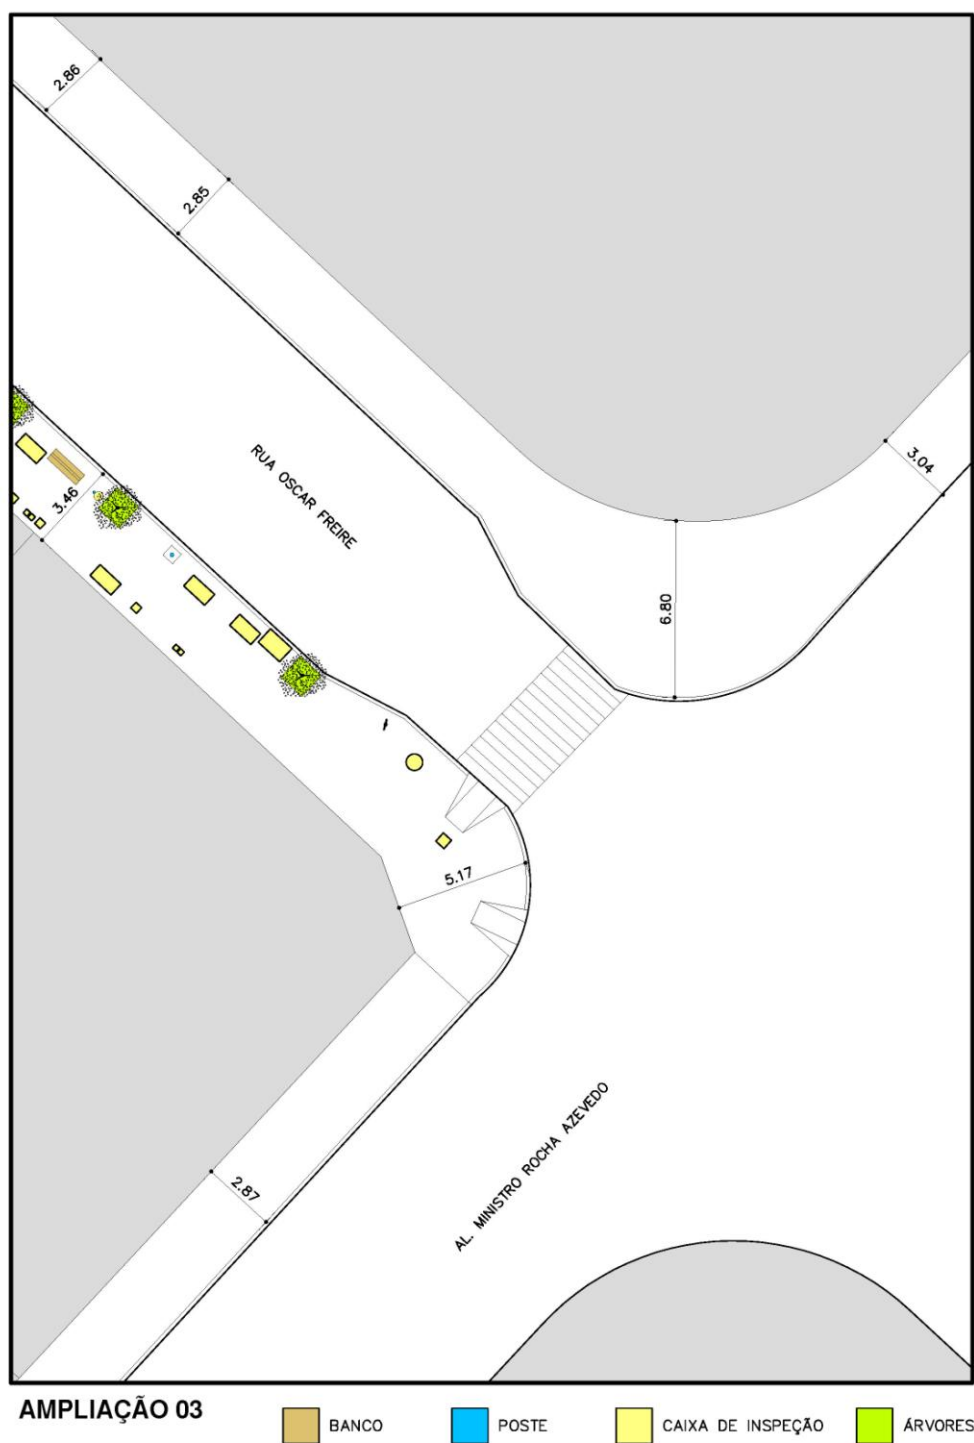 2.86
2.85
RUA OSCAR FREIRE
3.04
3.46
6.80
5.17
2.87
AL. MINISTRO ROCHA AZEVEDO
AMPLIAÇÃO 03
BANCO
POSTE
CAIXA DE INSPEÇÃO
ÁRVORES